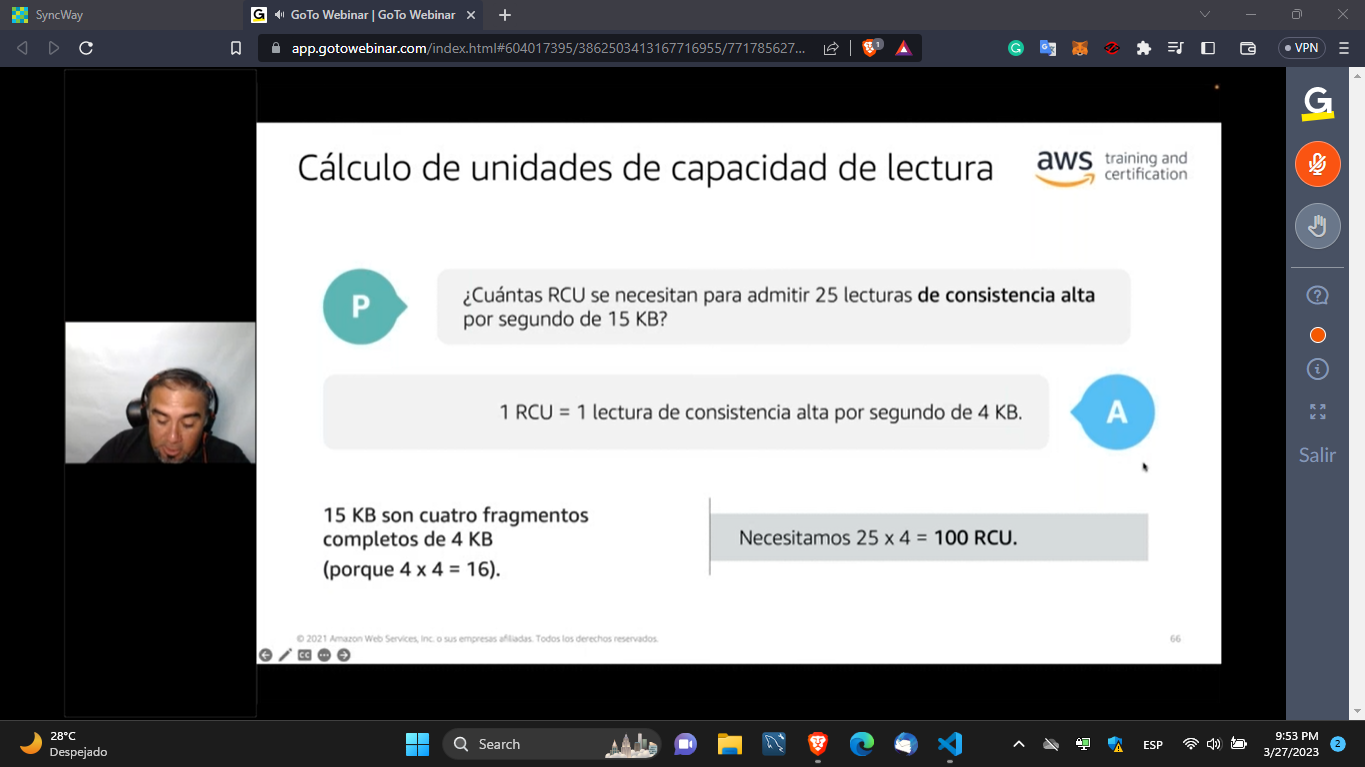 SyncWay
GoTo Webinar | GoTo Webinar
app.gotowebinar.com/index.html#604017395/3862503413167716955/771785627...
1
VPN
Cálculo de unidades de capacidad de lectura
aws training and
certification
P
¿Cuántas RCU se necesitan para admitir 25 lecturas de consistencia alta
por segundo de 15 KB?
1 RCU = 1 lectura de consistencia alta por segundo de 4 KB.
A
15 KB son cuatro fragmentos
completos de 4 KB
(porque 4 x 4 = 16).
Necesitamos 25 x 4 = 100 RCU.
© 2021 Amazon Web Services, Inc. o sus empresas afiliadas. Todos los derechos reservados.
66
CC
G
Salir
28°C
Despejado
Search
ESP
9:53 PM
3/27/2023
2